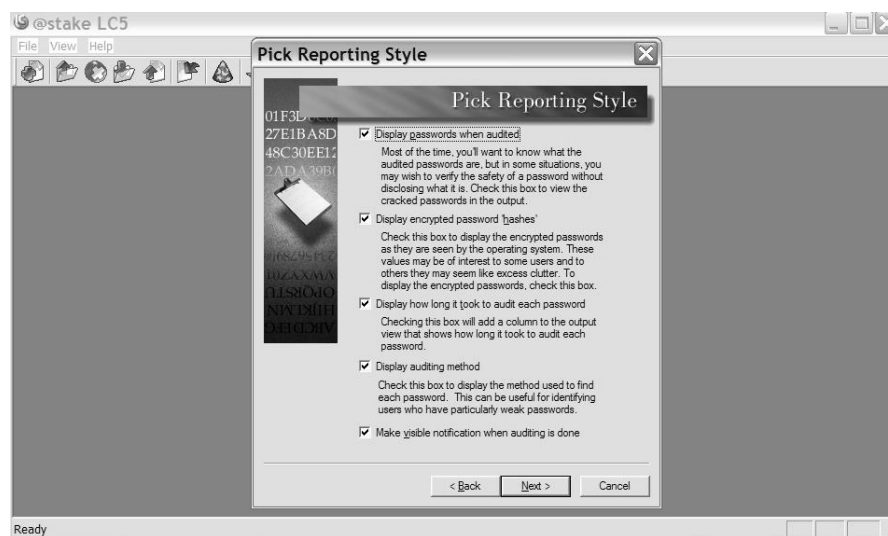 @stake LC5
File View Help
Pick Reporting Style
Pick Reporting Style
27E1BA8D
48C30EE12
Display passwords when audited
Most of the time, you'll want to know what the
audited passwords are, but in some situations, you
may wish to verify the safety of a password without
disclosing what it is. Check this box to view the
cracked passwords in the output.
Display encrypted password 'hashes'
Check this box to display the encrypted passwords
as they are seen by the operating system. These
values may be of interest to some users and to
others they may seem like excess clutter. To
display the encrypted passwords, check this box.
Display how long it took to audit each password
Checking this box will add a column to the output
view that shows how long it took to audit each
password.
Display auditing method
Check this box to display the method used to find
each password. This can be useful for identifying
users who have particularly weak passwords.
Make visible notification when auditing is done
< Back Next > Cancel
Ready